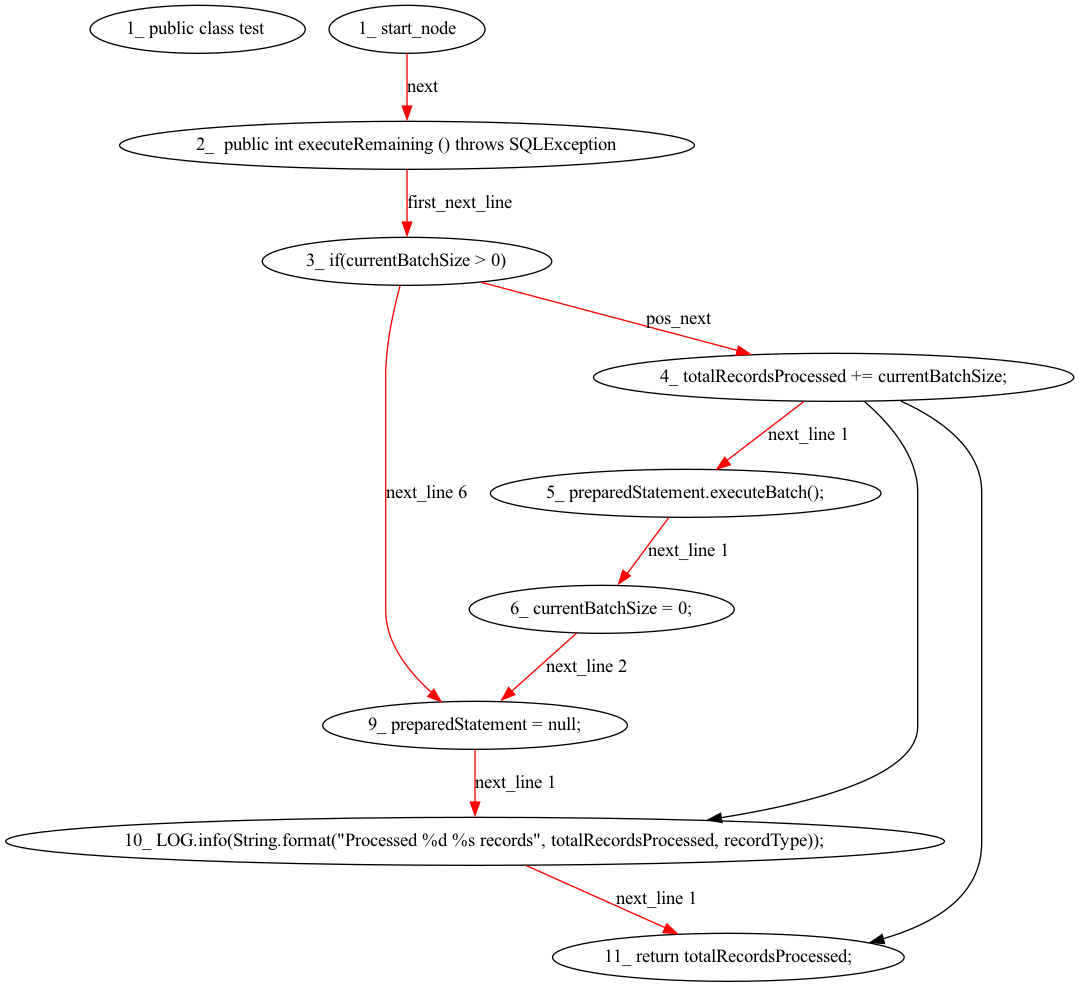 1_ public class test
1_ start_node
next
2_  public int executeRemaining () throws SQLException
first_next_line
3_ if(currentBatchSize > 0)
pos_next
4_ totalRecordsProcessed += currentBatchSize;
next_line 1
next_line 6
5_ preparedStatement.executeBatch();
next_line 1
6_ currentBatchSize = 0;
next_line 2
9_ preparedStatement = null;
next_line 1
10_ LOG.info(String.format("Processed %d %s records", totalRecordsProcessed, recordType));
next_line 1
11_ return totalRecordsProcessed;